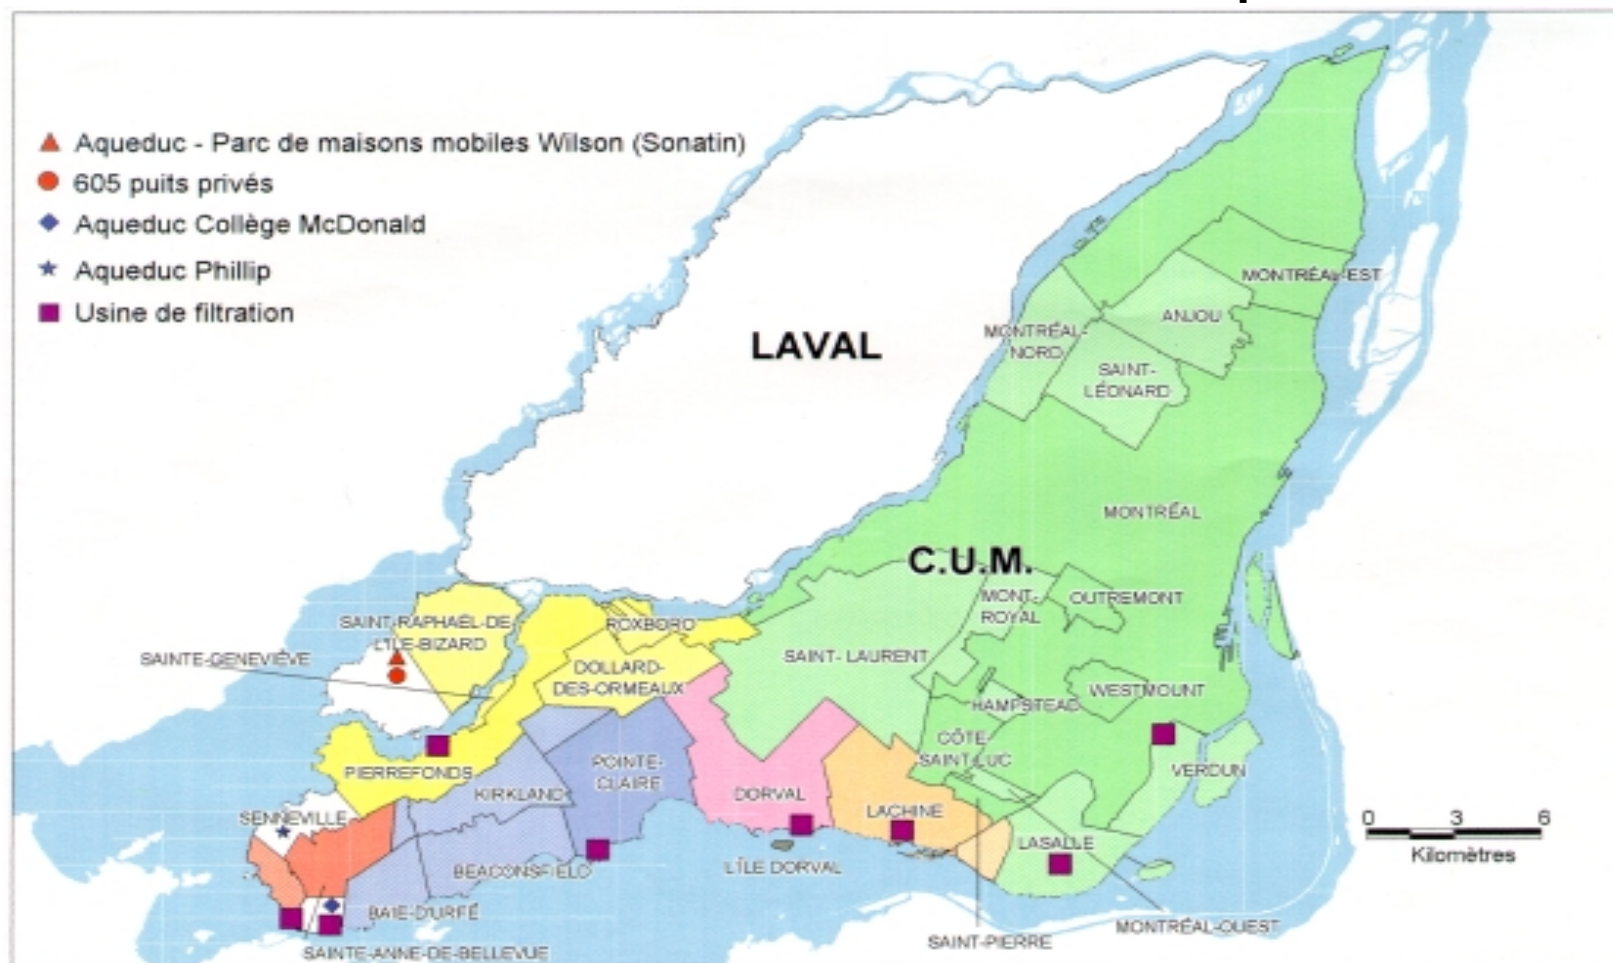 Aqueduc - Parc de maisons mobiles Wilson (Sonatin)
605 puits privés
Aqueduc Collège McDonald
Aqueduc Phillip
Usine de filtration
LAVAL
C.U.M.
MONTRÉAL-EST
ANJOU
MONTRÉAL-
NORD
SAINT-
LÉONARD
MONTRÉAL
MONT-
ROYAL
OUTREMONT
SAINT-RAPHAËL-DE-
L'ÎLE-BIZARD
ROXBORO
SAINTE-GENEVIÈVE
DOLLARD-
DES-ORMEAUX
SAINT- LAURENT
WESTMOUNT
HAMPSTEAD
CÔTE-
SAINT-LUC
PIERREFONDS
POINTE-
CLAIRE
KIRKLAND
DORVAL
LACHINE
VERDUN
SENNEVILLE
LASALLE
BEACONSFIELD
L'ÎLE DORVAL
BAIE-D'URFÉ
SAINTE-ANNE-DE-BELLEVUE
SAINT-PIERRE
MONTRÉAL-OUEST
0 3 6
Kilomètres